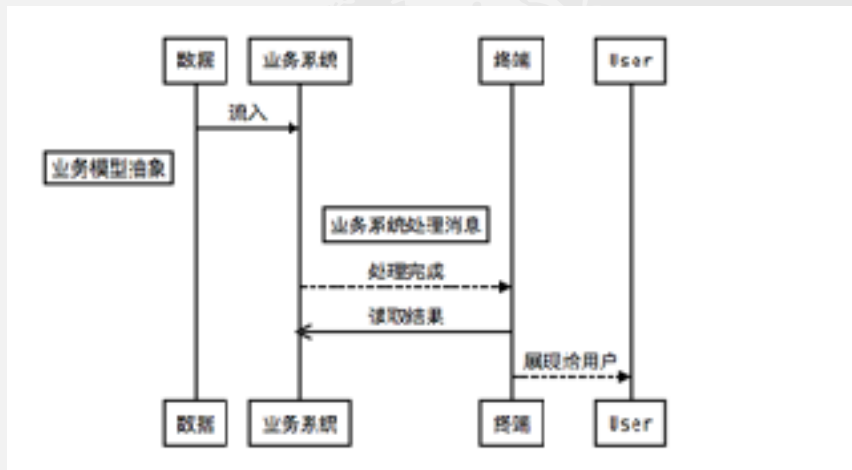 数据 业务系统 终端 User
流入
业务模型抽象
业务系统处理消息
处理完成
读取结果
展现给用户
数据 业务系统 终端 User